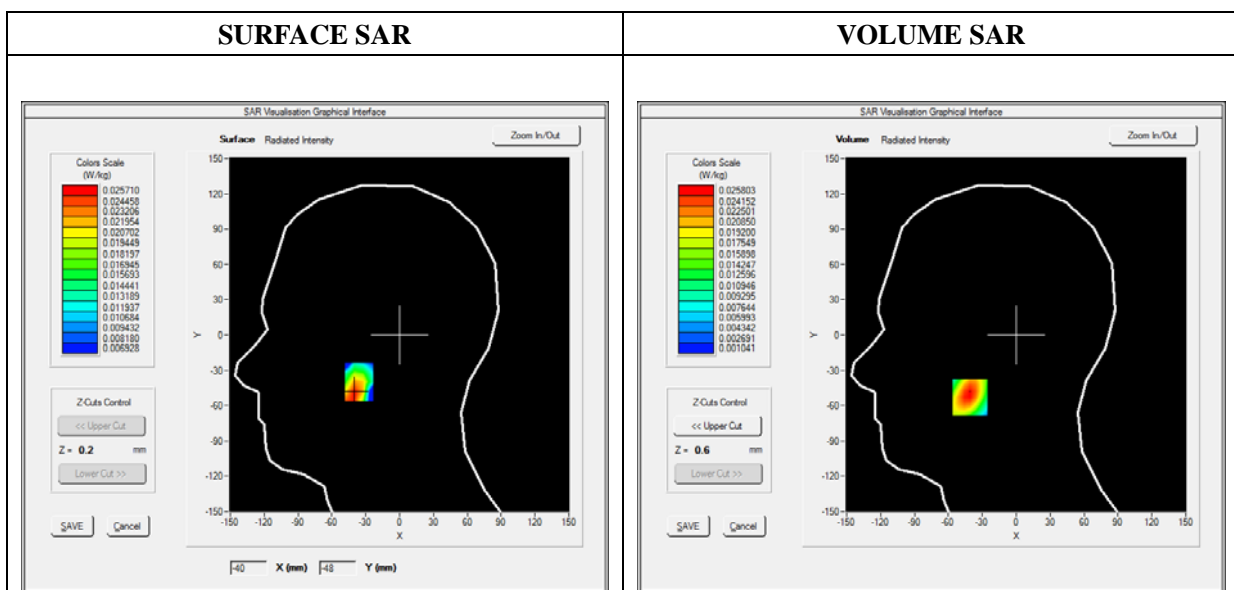 SURFACE SAR
VOLUME SAR
SAR Visualisation Graphical Interface
Surface Radiated Intensity
Zoom In/Out
Colors Scale
(W/kg)
0.025710
0.024458
0.023206
0.021954
0.020702
0.019449
0.018197
0.016945
0.015693
0.014441
0.013189
0.011937
0.010684
0.009432
0.008180
0.006928
Z-Cuts Control
<< Upper Cut
Z = 0.2 mm
Lower Cut >>
SAVE Cancel
150
120
90
60
30
0
-30
-60
-90
-120
-150
Y
-150 -120 -90 -60 -30 0 30 60 90 120 150
X
-40 X (mm) -48 Y (mm)
SAR Visualisation Graphical Interface
Volume Radiated Intensity
Zoom In/Out
Colors Scale
(W/kg)
0.025803
0.024152
0.022501
0.020850
0.019200
0.017549
0.015898
0.014247
0.012596
0.010946
0.009295
0.007644
0.005993
0.004342
0.002691
0.001041
Z-Cuts Control
<< Upper Cut
Z = 0.6 mm
Lower Cut >>
SAVE Cancel
150
120
90
60
30
0
-30
-60
-90
-120
-150
Y
-150 -120 -90 -60 -30 0 30 60 90 120 150
X